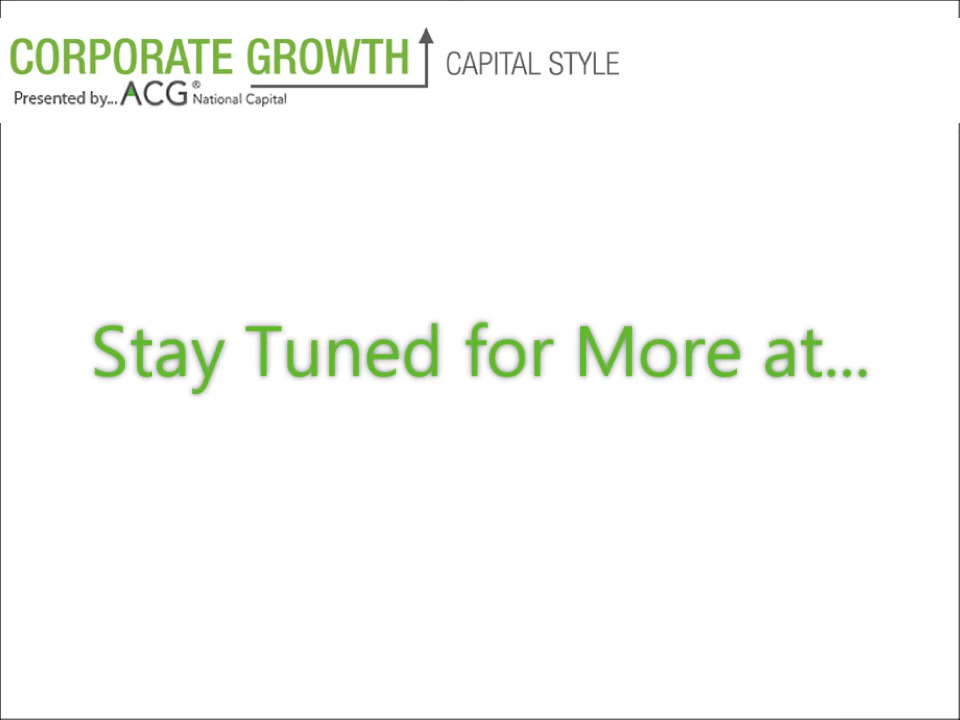 CORPORATE GROWTH CAPITAL STYLE
Presented by... ACG® National Capital
Stay Tuned for More at...